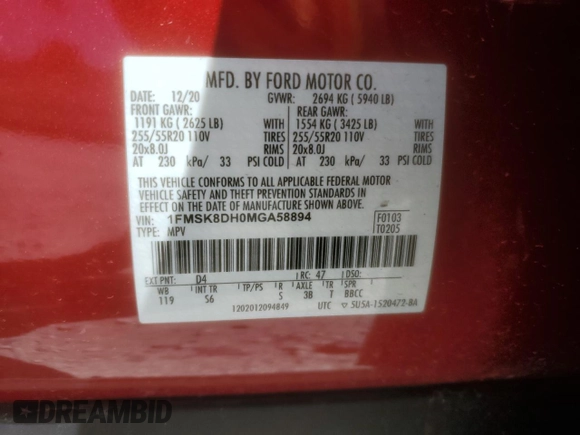 MFD. BY FORD MOTOR CO.
DATE: 12/20 GVWR: 2694 KG ( 5940 LB)
FRONT GAWR: REAR GAWR:
1191 KG ( 2625 LB) WITH 1554 KG ( 3425 LB) WITH
255/55R20 110V TIRES 255/55R20 110V TIRES
20x8.0J RIMS 20x8.0J RIMS
AT 230 kPa/ 33 PSI COLD AT 230 kPa/ 33 PSI COLD
THIS VEHICLE CONFORMS TO ALL APPLICABLE FEDERAL MOTOR
VEHICLE SAFETY AND THEFT PREVENTION STANDARDS IN
EFFECT ON THE DATE OF MANUFACTURE SHOWN ABOVE.
VIN: 1FMSK8DH0MGA58894 F0103
TYPE: MPV T0205
EXT PNT: D4 RC: 47 DSO:
WB INT TR TP/PS R AXLE TR SPR
119 S6 S 3B T BBCC
1202012094849 UTC 5U5A-1520472-BA
DREAMBID